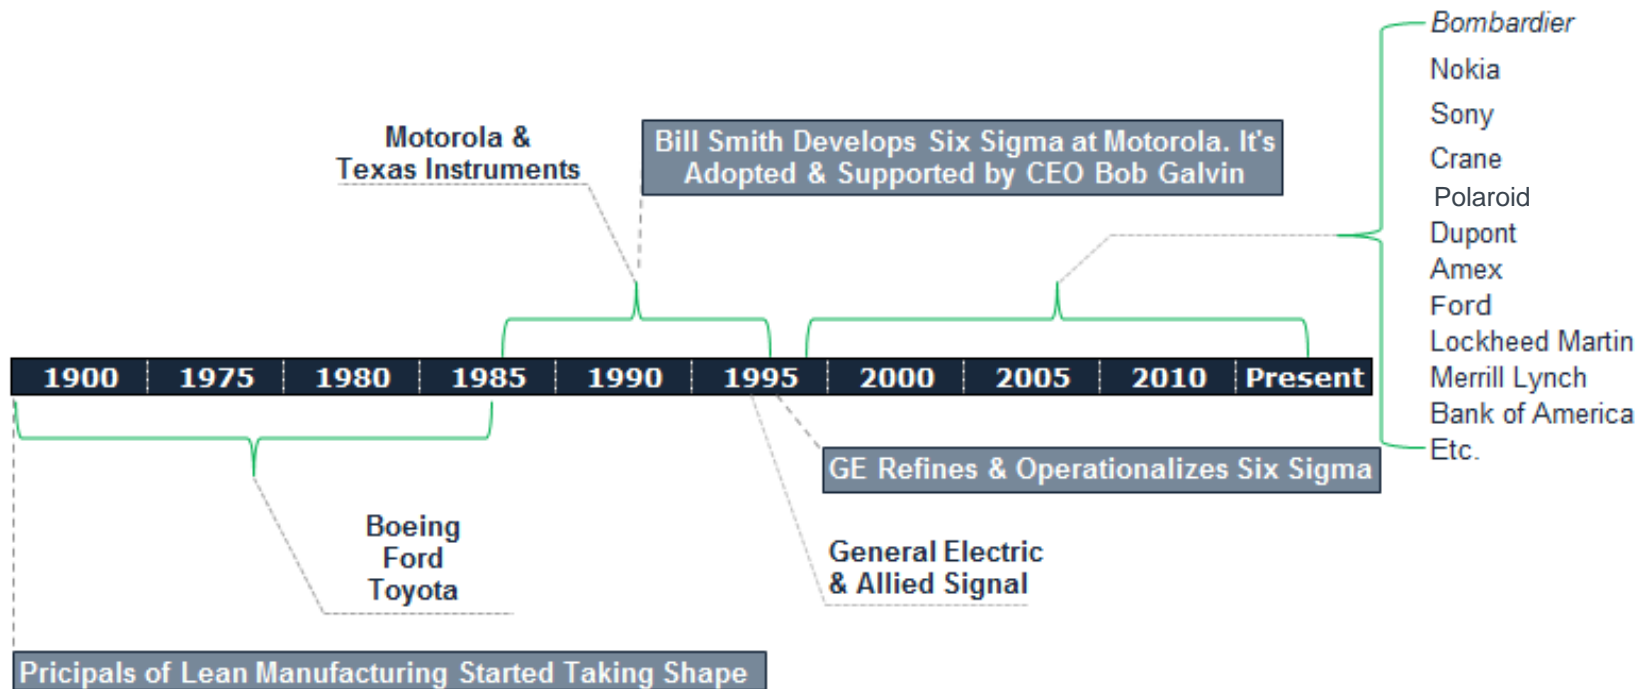 Bombardier
Nokia
Sony
Crane
Polaroid
Dupont
Amex
Ford
Lockheed Martin
Merrill Lynch
Bank of America
Etc.
Motorola &
Texas Instruments
Bill Smith Develops Six Sigma at Motorola. It's
Adopted & Supported by CEO Bob Galvin
1900 1975 1980 1985 1990 1995 2000 2005 2010 Present
GE Refines & Operationalizes Six Sigma
Boeing
Ford
Toyota
General Electric
& Allied Signal
Pricipals of Lean Manufacturing Started Taking Shape